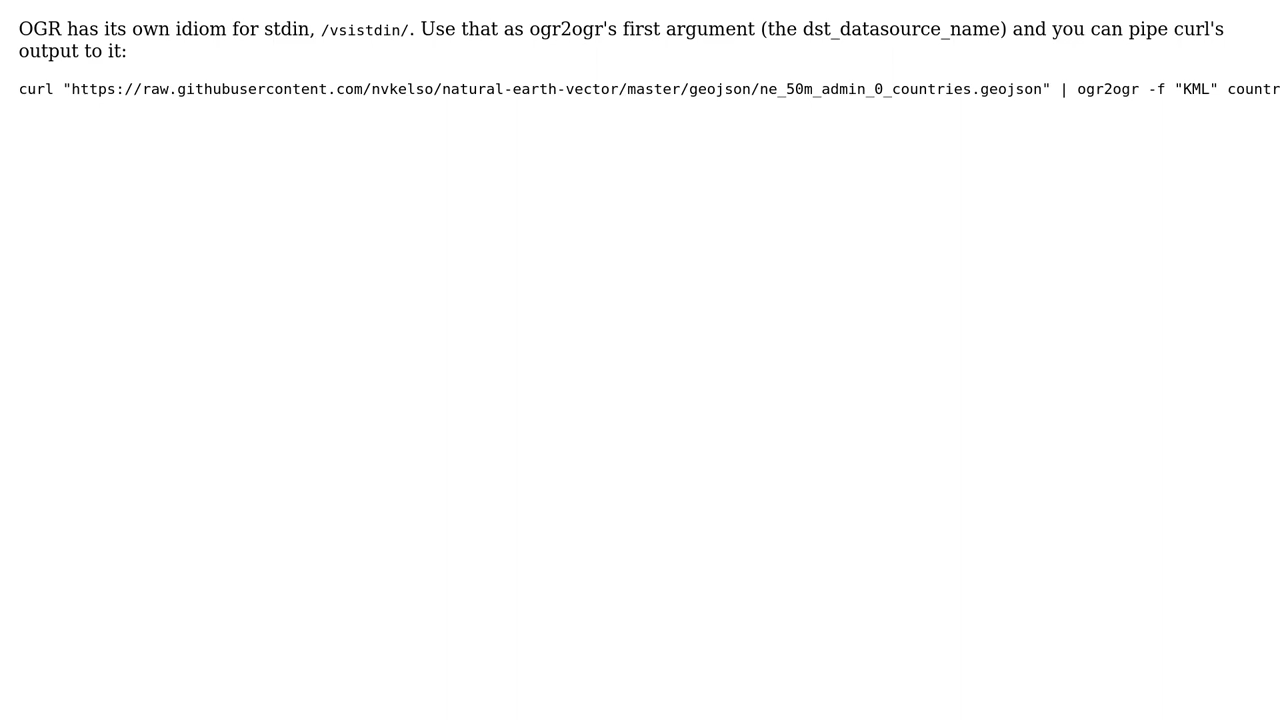 OGR has its own idiom for stdin, /vsistdin/. Use that as ogr2ogr's first argument (the dst_datasource_name) and you can pipe curl's
output to it:
curl "https://raw.githubusercontent.com/nvkelso/natural-earth-vector/master/geojson/ne_50m_admin_0_countries.geojson" | ogr2ogr -f "KML" countr